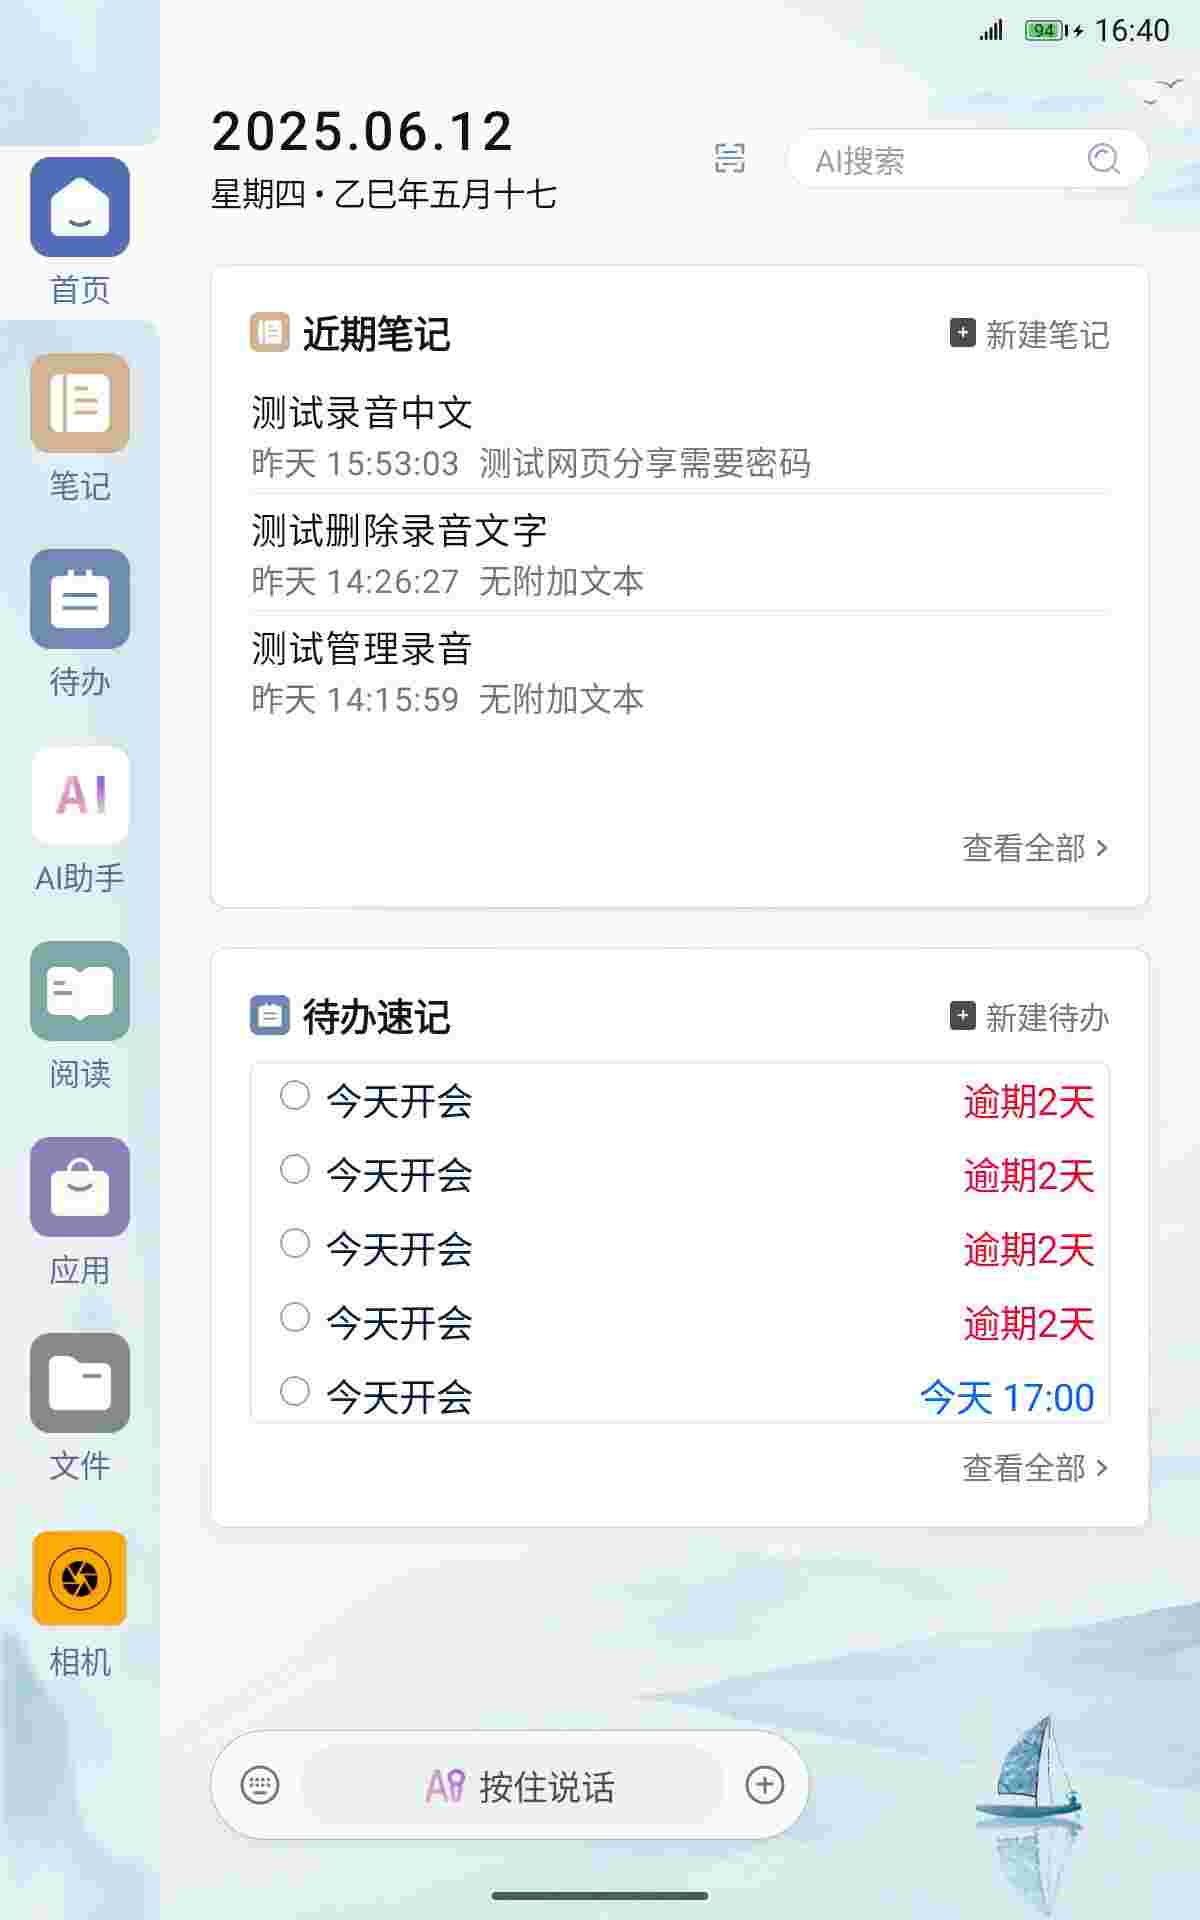 94 16:40
2025.06.12
星期四·乙巳年五月十七
AI搜索
首页
笔记
待办
AI
AI助手
阅读
应用
文件
相机
近期笔记
新建笔记
测试录音中文
昨天 15:53:03 测试网页分享需要密码
测试删除录音文字
昨天 14:26:27 无附加文本
测试管理录音
昨天 14:15:59 无附加文本
查看全部
待办速记
新建待办
今天开会 逾期2天
今天开会 逾期2天
今天开会 逾期2天
今天开会 逾期2天
今天开会 今天 17:00
查看全部
AI 按住说话